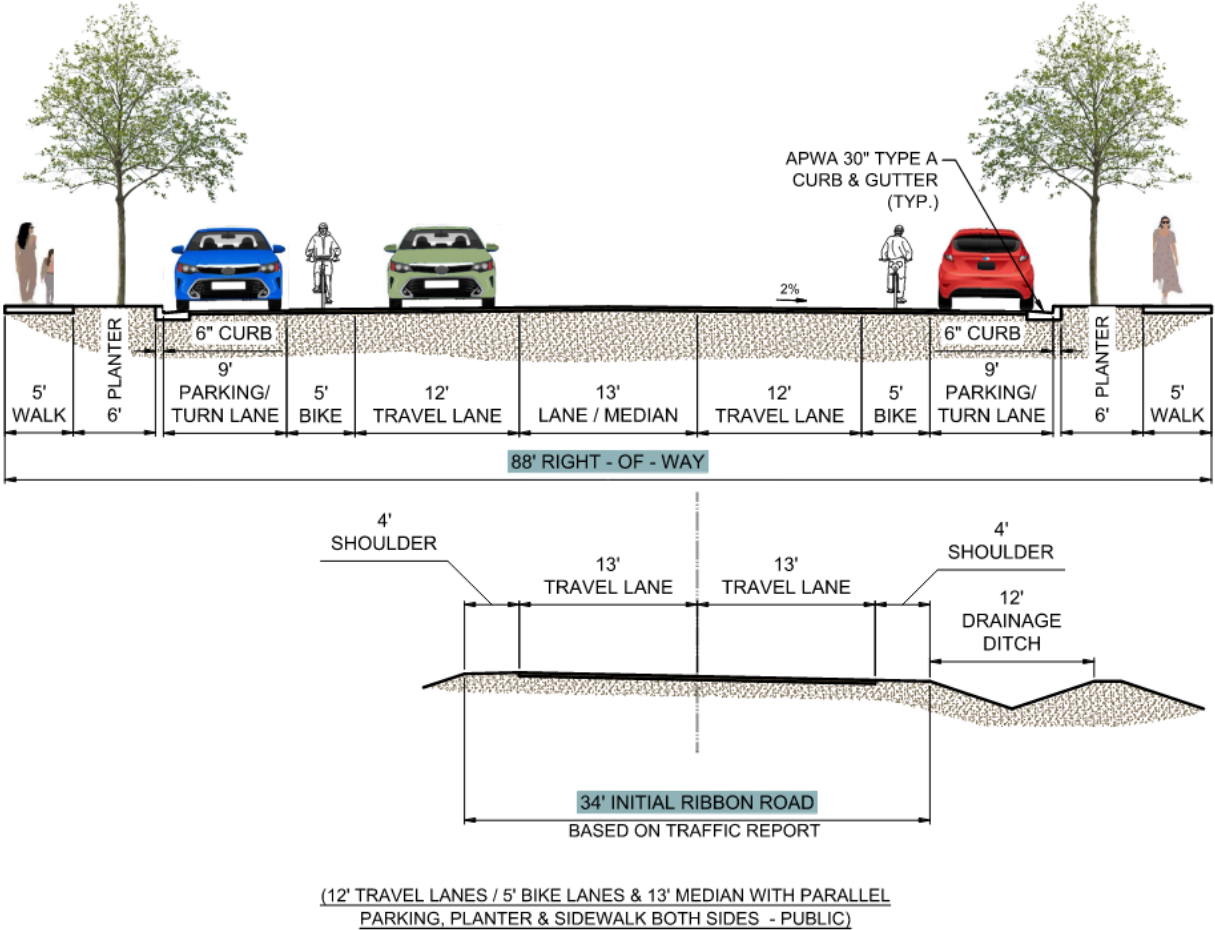 APWA 30" TYPE A
CURB & GUTTER
(TYP.)
2%
6" CURB
6" CURB
5'
WALK
PLANTER
6'
9'
PARKING/
TURN LANE
5'
BIKE
12'
TRAVEL LANE
13'
LANE / MEDIAN
12'
TRAVEL LANE
5'
BIKE
9'
PARKING/
TURN LANE
PLANTER
6'
5'
WALK
88' RIGHT - OF - WAY
4'
SHOULDER
13'
TRAVEL LANE
13'
TRAVEL LANE
4'
SHOULDER
12'
DRAINAGE
DITCH
34' INITIAL RIBBON ROAD
BASED ON TRAFFIC REPORT
(12' TRAVEL LANES / 5' BIKE LANES & 13' MEDIAN WITH PARALLEL
PARKING, PLANTER & SIDEWALK BOTH SIDES - PUBLIC)